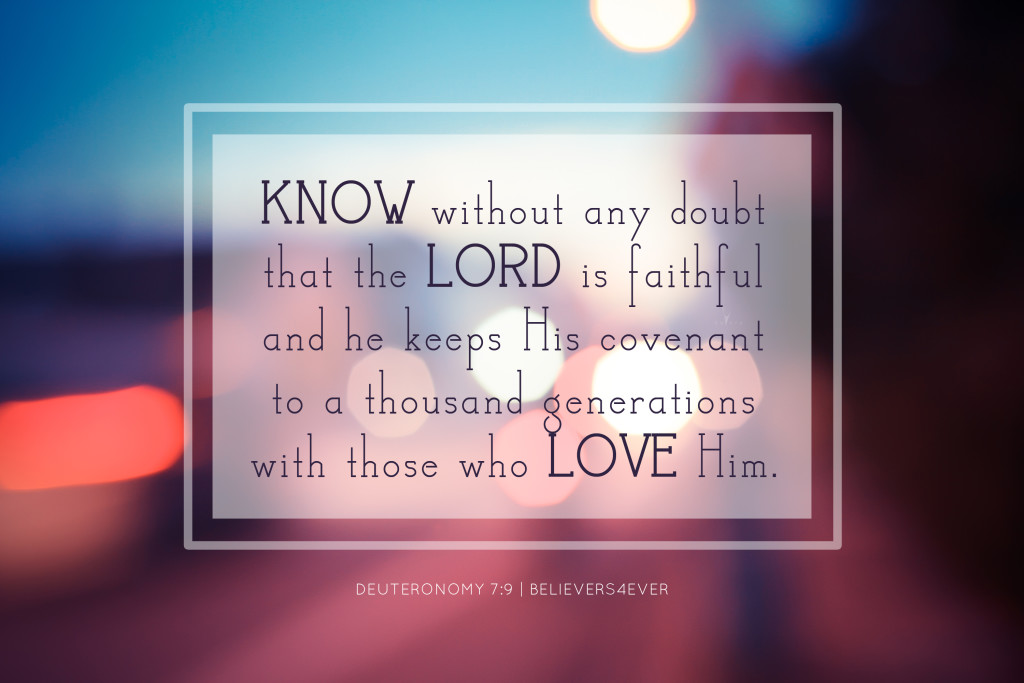 KNOW without any doubt
that the LORD is faithful
and he keeps His covenant
to a thousand generations
with those who LOVE Him.
DEUTERONOMY 7:9 | BELIEVERS4EVER